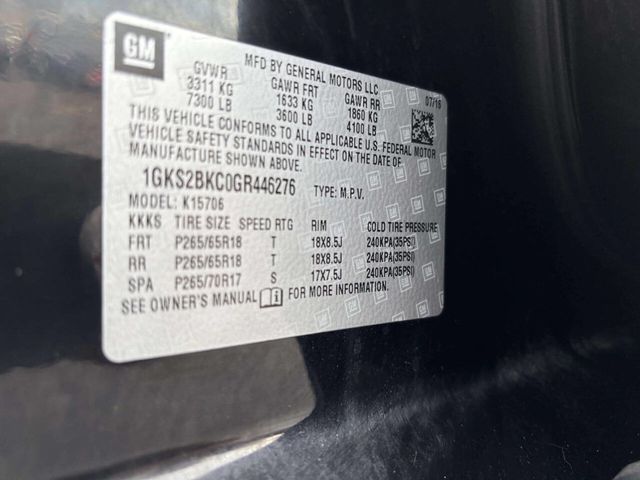 GM
MFD BY GENERAL MOTORS LLC
GVWR GAWR FRT GAWR RR 07/16
3311 KG 1633 KG 1860 KG
7300 LB 3600 LB 4100 LB
THIS VEHICLE CONFORMS TO ALL APPLICABLE U.S. FEDERAL MOTOR
VEHICLE SAFETY STANDARDS IN EFFECT ON THE DATE OF
MANUFACTURE SHOWN ABOVE.
1GKS2BKC0GR446276 TYPE: M.P.V.
MODEL: K15706
KKKS TIRE SIZE SPEED RTG RIM COLD TIRE PRESSURE
FRT P265/65R18 T 18X8.5J 240KPA(35PSI)
RR P265/65R18 T 18X8.5J 240KPA(35PSI)
SPA P265/70R17 S 17X7.5J 240KPA(35PSI)
SEE OWNER'S MANUAL i FOR MORE INFORMATION.